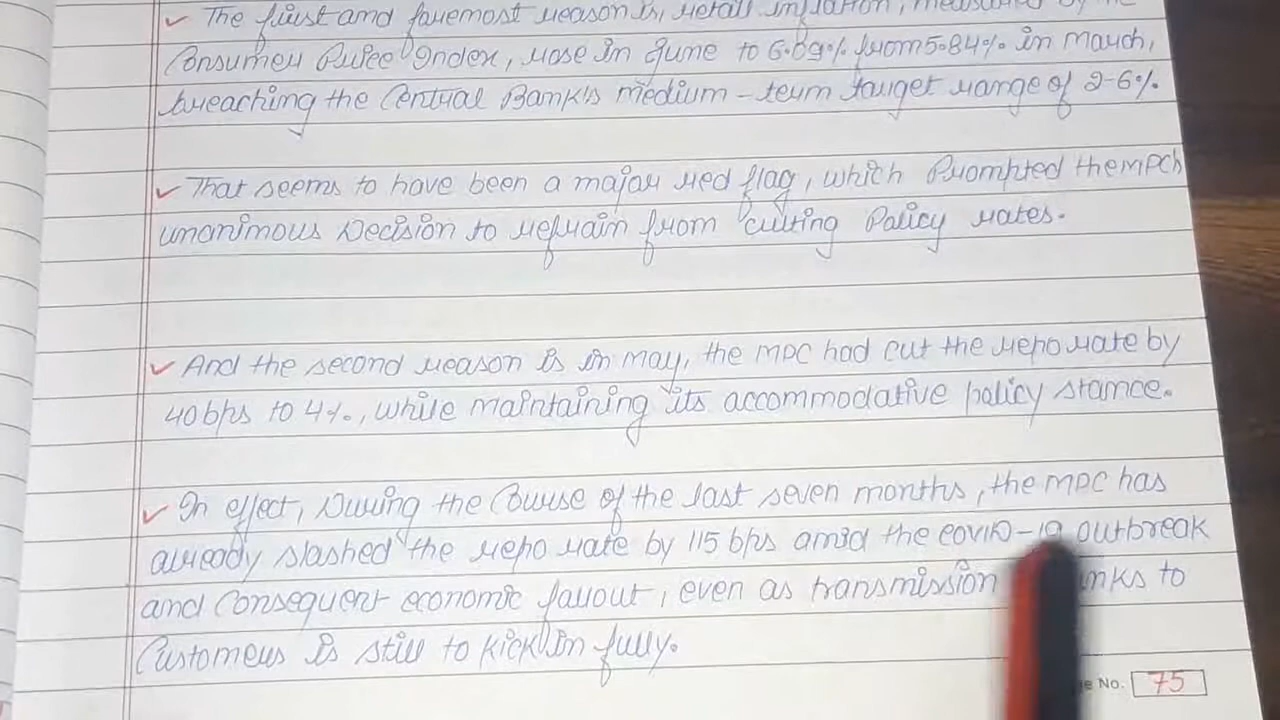 ✓ The first and foremost reason is, retail inflation, measured by the
Consumer Price Index, rose in June to 6.09% from 5.84% in march,
breaching the Central Bank's medium-term target range of 2-6%.
✓ That seems to have been a major red flag, which Prompted the MPC's
unanimous Decision to refrain from cutting Policy rates.
✓ And the second reason is in may, the MPC had cut the repo rate by
40 bps to 4%., while maintaining its accommodative policy stance.
✓ In effect, During the Course of the last seven months, the MPC has
already slashed the repo rate by 115 bps amid the COVID-19 outbreak
and Consequent economic fallout, even as transmission
to
Customers is still to kick in fully.
No. 75